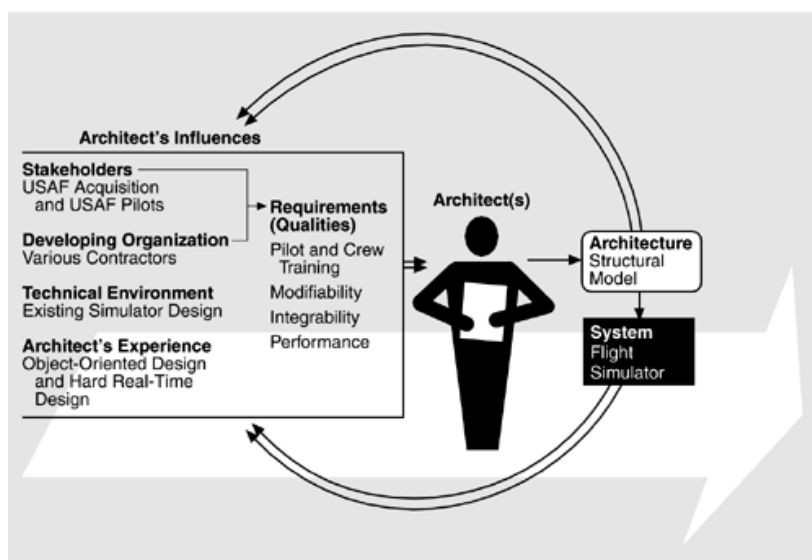 Architect's Influences
Stakeholders
USAF Acquisition
and USAF Pilots
Developing Organization
Various Contractors
Technical Environment
Existing Simulator Design
Architect's Experience
Object-Oriented Design
and Hard Real-Time
Design
Requirements
(Qualities)
Pilot and Crew
Training
Modifiability
Integrability
Performance
Architect(s)
Architecture
Structural
Model
System
Flight
Simulator